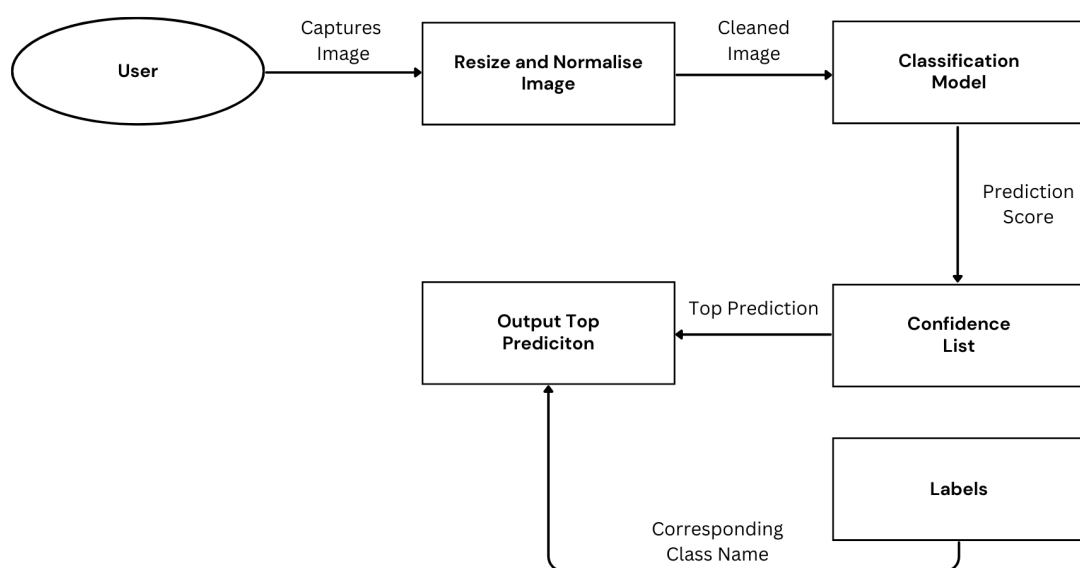 Captures
Image
Cleaned
Image
User
Resize and Normalise
Image
Classification
Model
Prediction
Score
Output Top
Prediciton
Top Prediction
Confidence
List
Labels
Corresponding
Class Name